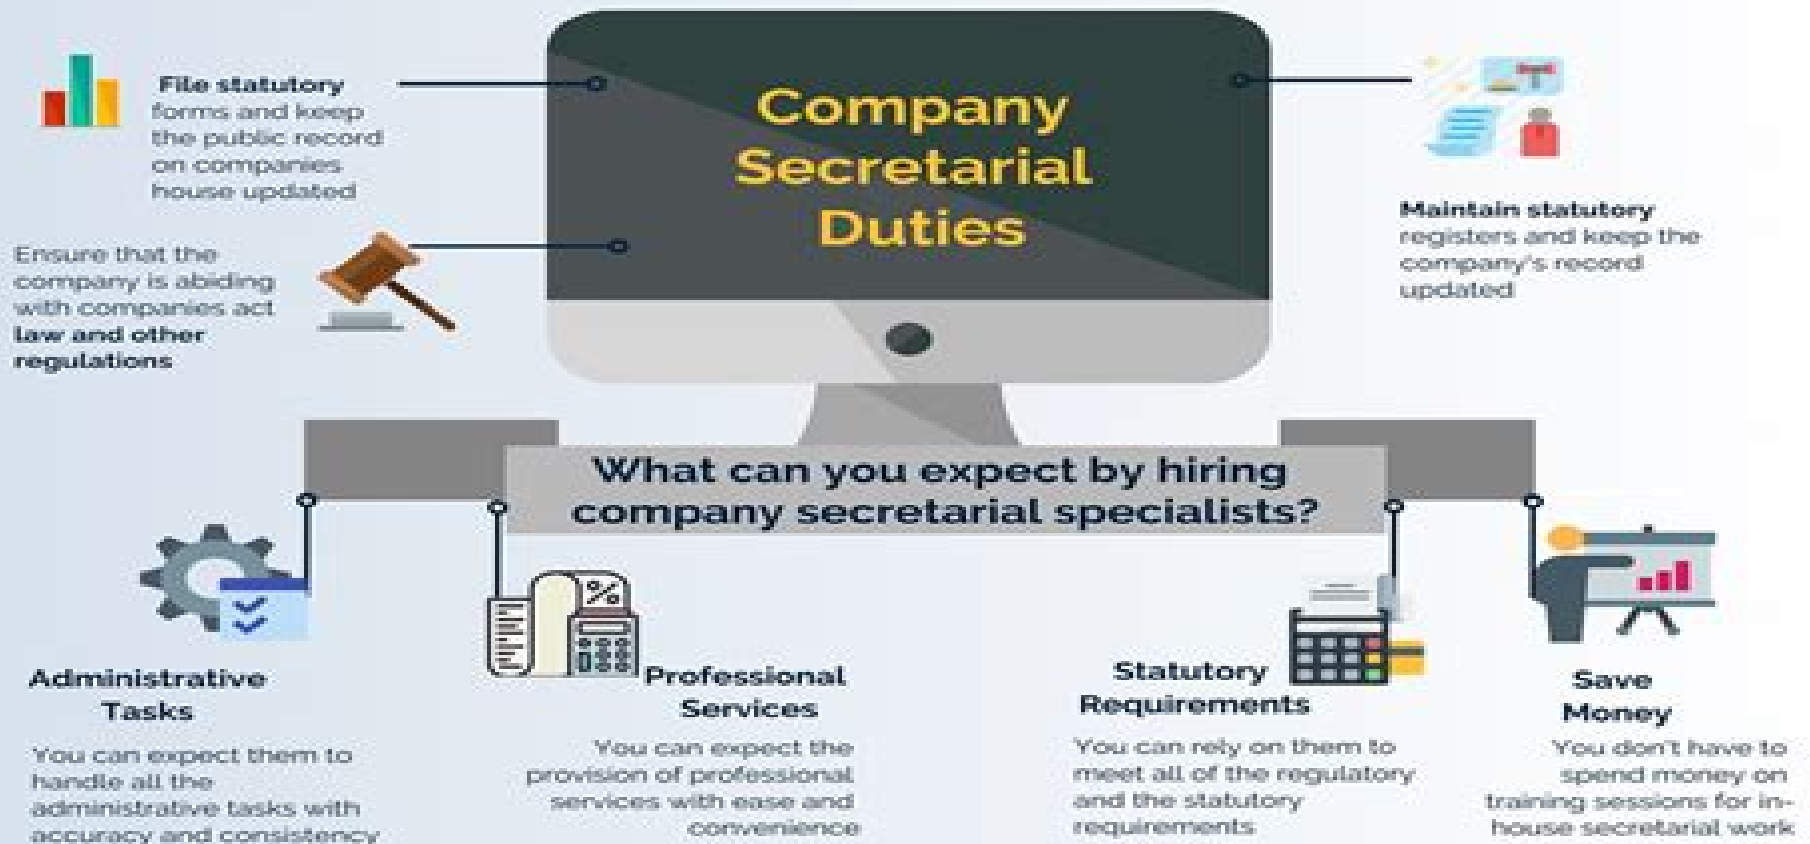 Company
Secretarial
Duties
File statutory
forms and keep
the public record
on companies
house updated
Ensure that the
company is abiding
with companies act
law and other
regulations
Maintain statutory
registers and keep the
company's record
updated
What can you expect by hiring
company secretarial specialists?
Administrative
Tasks
You can expect them to
handle all the
administrative tasks with
accuracy and consistency
%
Professional
Services
You can expect the
provision of professional
services with ease and
convenience
Statutory
Requirements
You can rely on them to
meet all of the regulatory
and the statutory
requirements
Save
Money
You don't have to
spend money on
training sessions for in-
house secretarial work